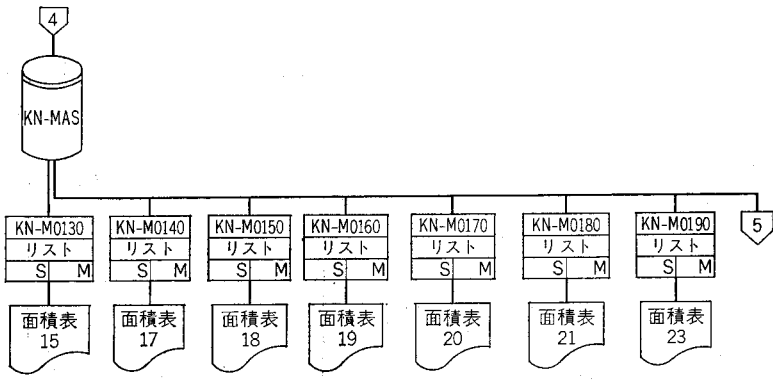 4
KN-MAS
KN-M0130 KN-M0140 KN-M0150 KN-M0160 KN-M0170 KN-M0180 KN-M0190 5
リスト リスト リスト リスト リスト リスト リスト
S M S M S M S M S M S M S M
面積表 面積表 面積表 面積表 面積表 面積表 面積表
15 17 18 19 20 21 23